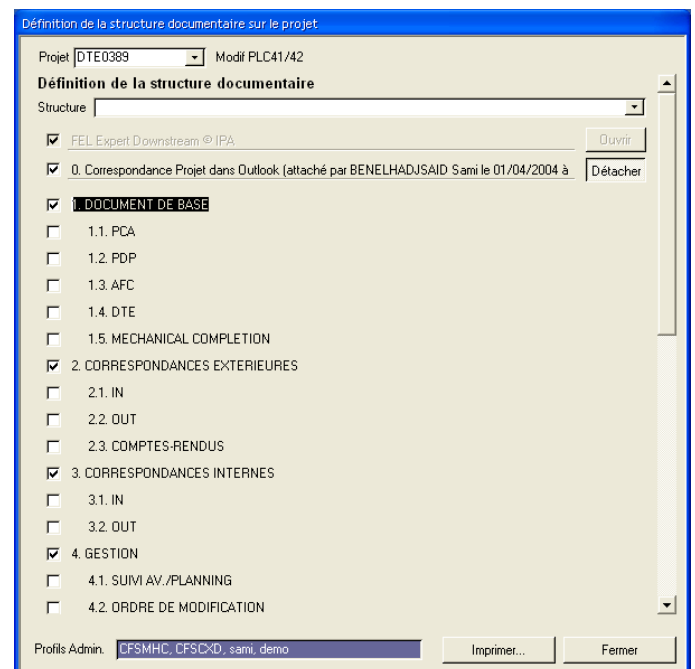 Définition de la structure documentaire sur le projet
Projet DTE0389 Modif PLC41/42
Définition de la structure documentaire
Structure
FEL Expert Downstream © IPA Ouvrir
0. Correspondance Projet dans Outlook (attaché par BENELHADJSAID Sami le 01/04/2004 à Détacher
1. DOCUMENT DE BASE
1.1. PCA
1.2. PDP
1.3. AFC
1.4. DTE
1.5. MECHANICAL COMPLETION
2. CORRESPONDANCES EXTERIEURES
2.1. IN
2.2. OUT
2.3. COMPTES-RENDUS
3. CORRESPONDANCES INTERNES
3.1. IN
3.2. OUT
4. GESTION
4.1. SUIVI AV./PLANNING
4.2. ORDRE DE MODIFICATION
Profils Admin. CFSMHC, CFSCXD, sami, demo Imprimer... Fermer